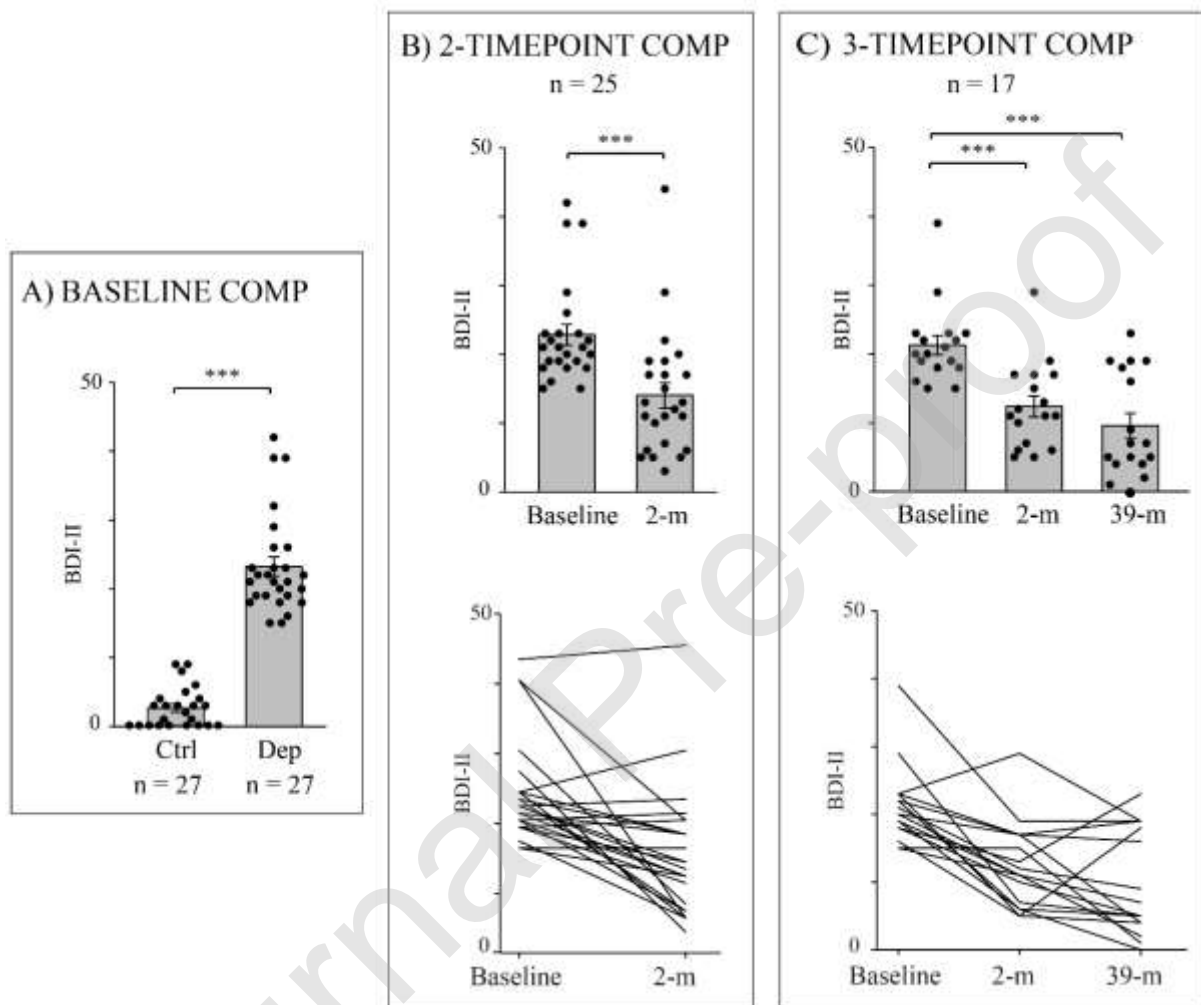 A) BASELINE COMP
***
50
BDI-II
0
Ctrl
Dep
n = 27
n = 27
B) 2-TIMEPOINT COMP
n = 25
***
50
BDI-II
0
Baseline
2-m
50
BDI-II
0
Baseline
2-m
C) 3-TIMEPOINT COMP
n = 17
***
***
50
BDI-II
0
Baseline
2-m
39-m
50
BDI-II
0
Baseline
2-m
39-m
urnal Pre-proof